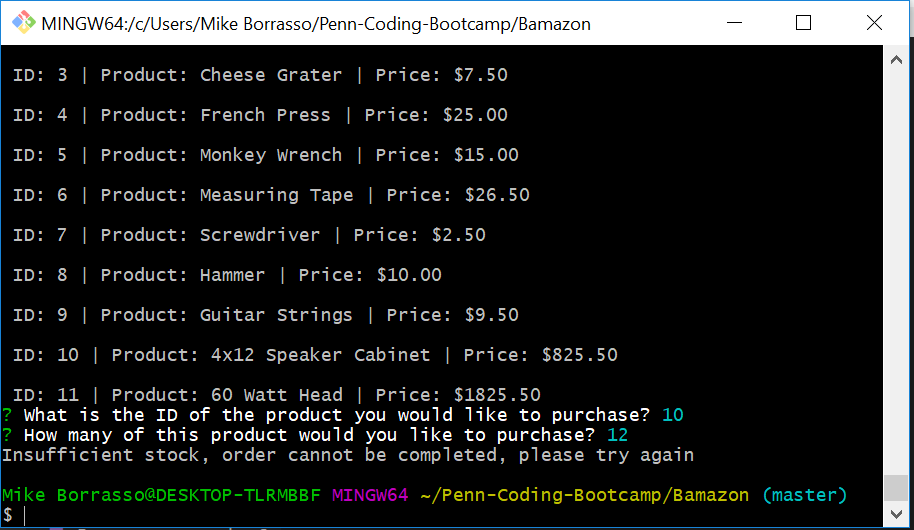 MINGW64:/c/Users/Mike Borrasso/Penn-Coding-Bootcamp/Bamazon
ID: 3 | Product: Cheese Grater | Price: $7.50
ID: 4 | Product: French Press | Price: $25.00
ID: 5 | Product: Monkey Wrench | Price: $15.00
ID: 6 | Product: Measuring Tape | Price: $26.50
ID: 7 | Product: Screwdriver | Price: $2.50
ID: 8 | Product: Hammer | Price: $10.00
ID: 9 | Product: Guitar Strings | Price: $9.50
ID: 10 | Product: 4x12 Speaker Cabinet | Price: $825.50
ID: 11 | Product: 60 Watt Head | Price: $1825.50
? What is the ID of the product you would like to purchase? 10
? How many of this product would you like to purchase? 12
Insufficient stock, order cannot be completed, please try again
Mike Borrasso@DESKTOP-TLRMBBF MINGW64 ~/Penn-Coding-Bootcamp/Bamazon (master)
$